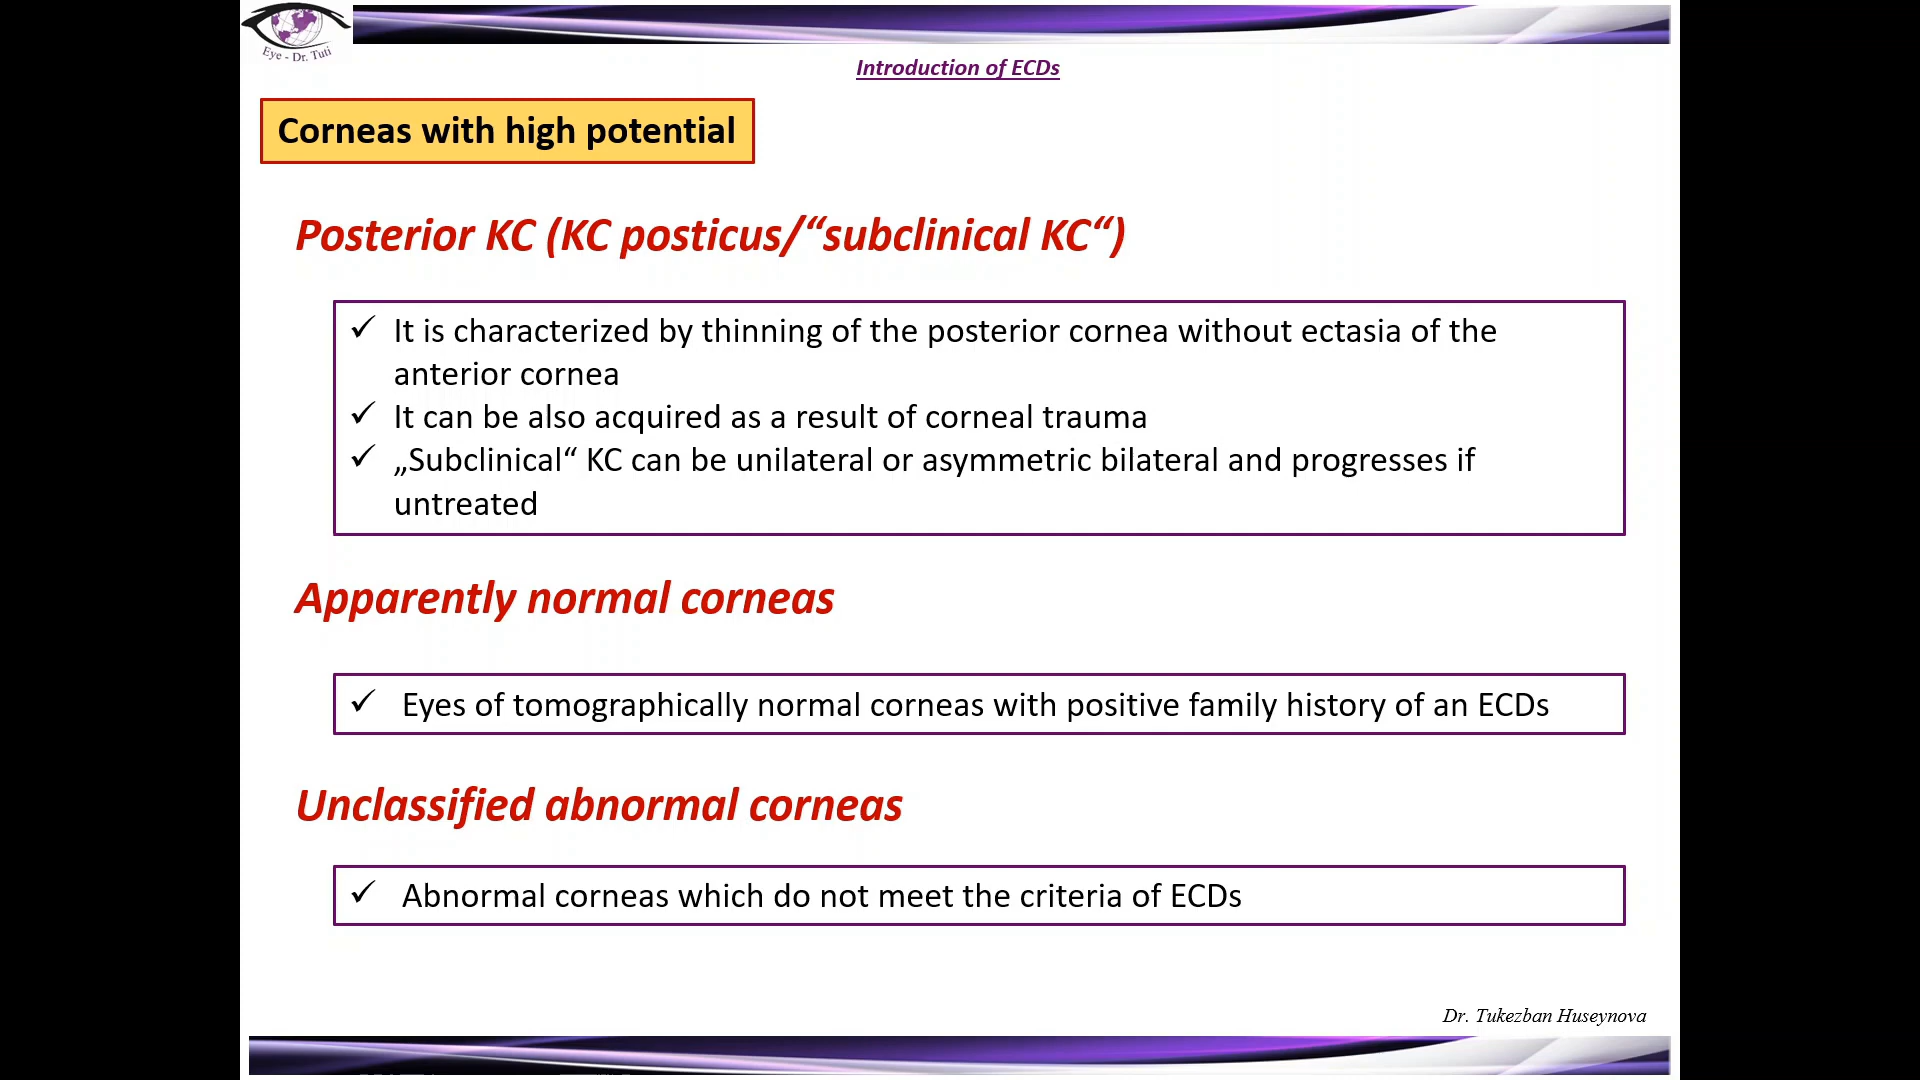 Eye - Dr. Tuti
Introduction of ECDs
Corneas with high potential
Posterior KC (KC posticus/“subclinical KC“)
✓ It is characterized by thinning of the posterior cornea without ectasia of the
anterior cornea
✓ It can be also acquired as a result of corneal trauma
✓ „Subclinical“ KC can be unilateral or asymmetric bilateral and progresses if
untreated
Apparently normal corneas
✓ Eyes of tomographically normal corneas with positive family history of an ECDs
Unclassified abnormal corneas
✓ Abnormal corneas which do not meet the criteria of ECDs
Dr. Tukezban Huseynova